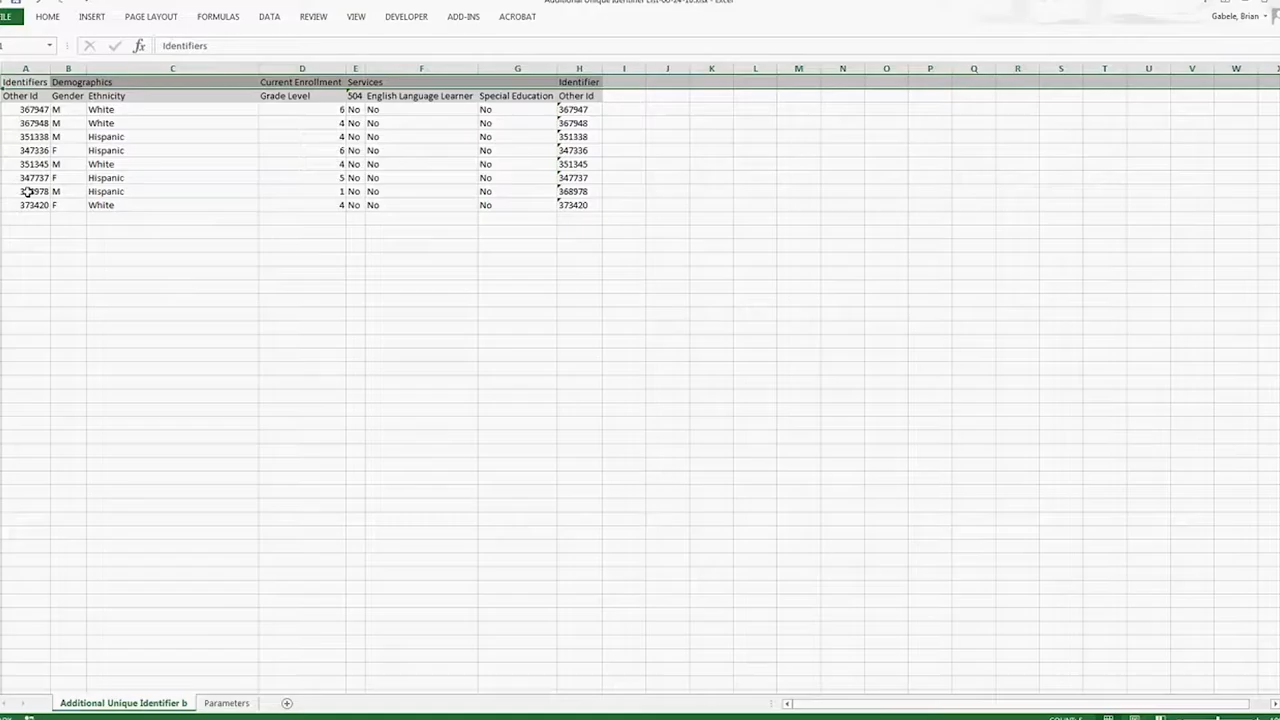 FILE HOME INSERT PAGE LAYOUT FORMULAS DATA REVIEW VIEW DEVELOPER ADD-INS ACROBAT Gabele, Brian
fx Identifiers
A B C D E F G H I J K L M N O P Q R S T U V W
Identifiers Demographics Current Enrollment Services Identifier
Other Id Gender Ethnicity Grade Level 504 English Language Learner Special Education Other Id
367947 M White 6 No No No 367947
367948 M White 4 No No No 367948
351338 M Hispanic 4 No No No 351338
347336 F Hispanic 6 No No No 347336
351345 M White 4 No No No 351345
347737 F Hispanic 5 No No No 347737
M Hispanic 1 No No No 368978
373420 F White 4 No No No 373420
Additional Unique Identifier b Parameters